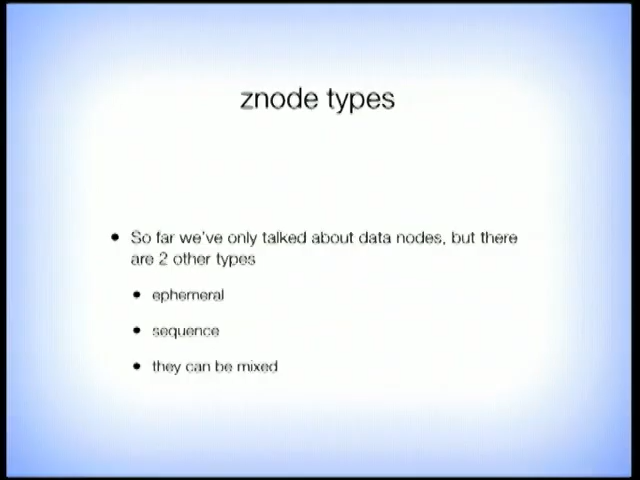 znode types
• So far we've only talked about data nodes, but there
are 2 other types
• ephemeral
• sequence
• they can be mixed